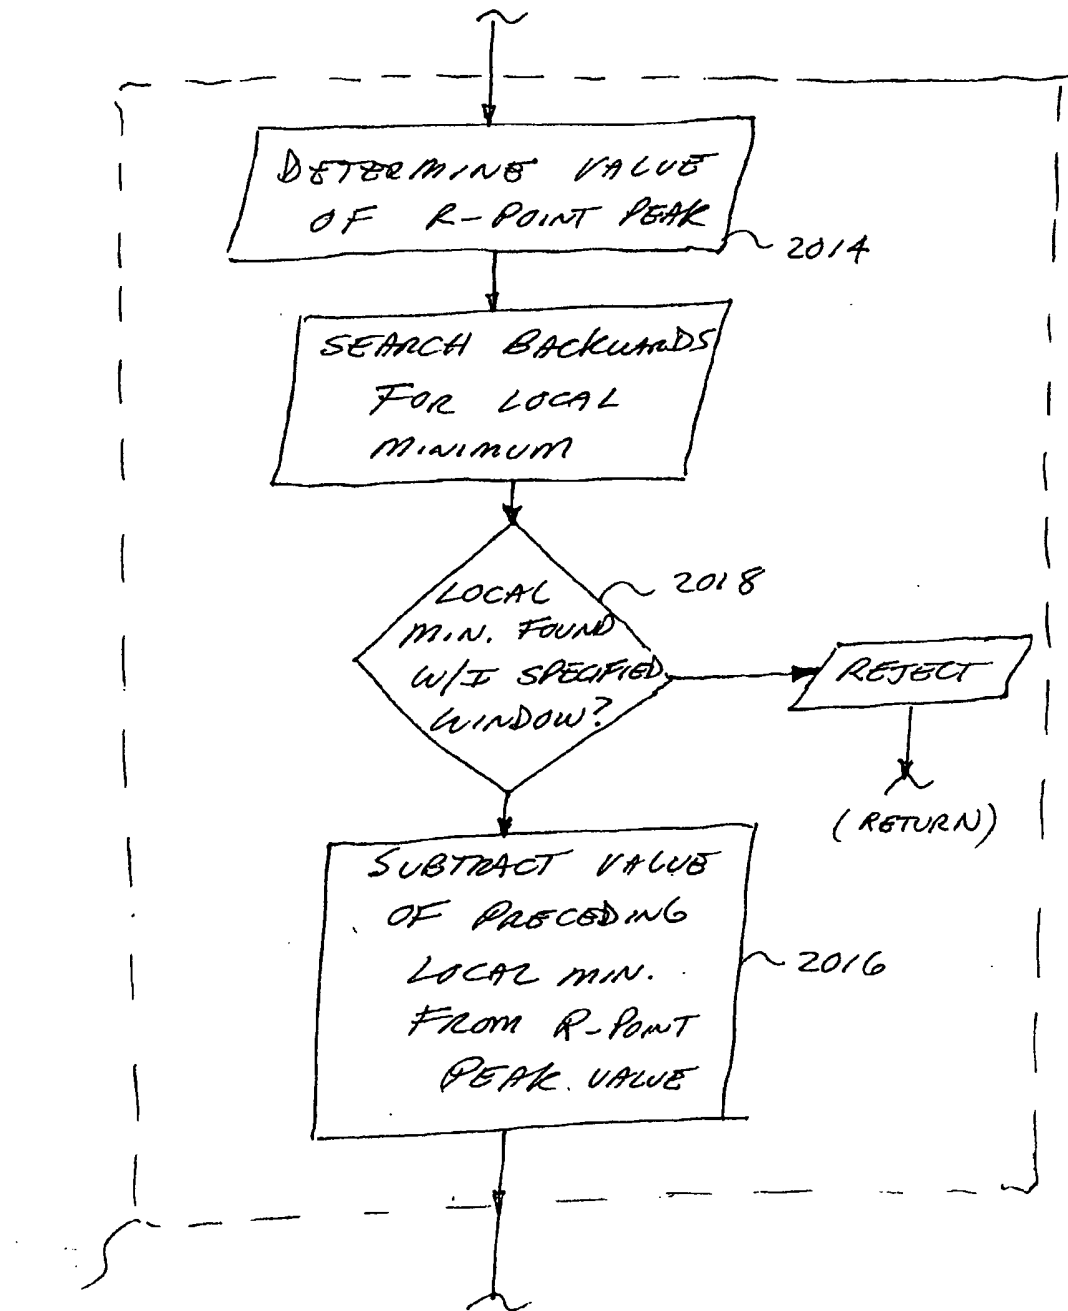 DETERMINE VALUE
OF R-POINT PEAK
2014
SEARCH BACKWARDS
FOR LOCAL
MINIMUM
LOCAL
MIN. FOUND
W/I SPECIFIED
WINDOW?
2018
REJECT
(RETURN)
SUBTRACT VALUE
OF PRECEDING
LOCAL MIN.
FROM R-POINT
PEAK VALUE
2016